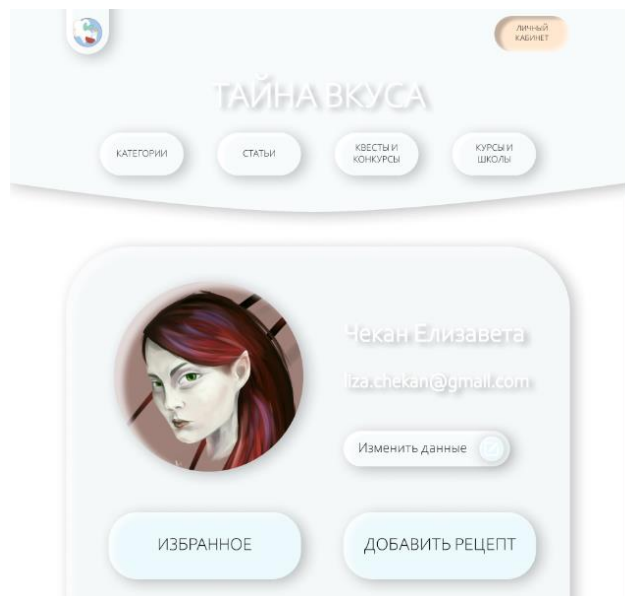 ЛИЧНЫЙ
КАБИНЕТ
ТАЙНА ВКУСА
КАТЕГОРИИ
СТАТЬИ
КВЕСТЫ И
КОНКУРСЫ
КУРСЫ И
ШКОЛЫ
Чекан Елизавета
liza.chekan@gmail.com
Изменить данные
ИЗБРАННОЕ
ДОБАВИТЬ РЕЦЕПТ